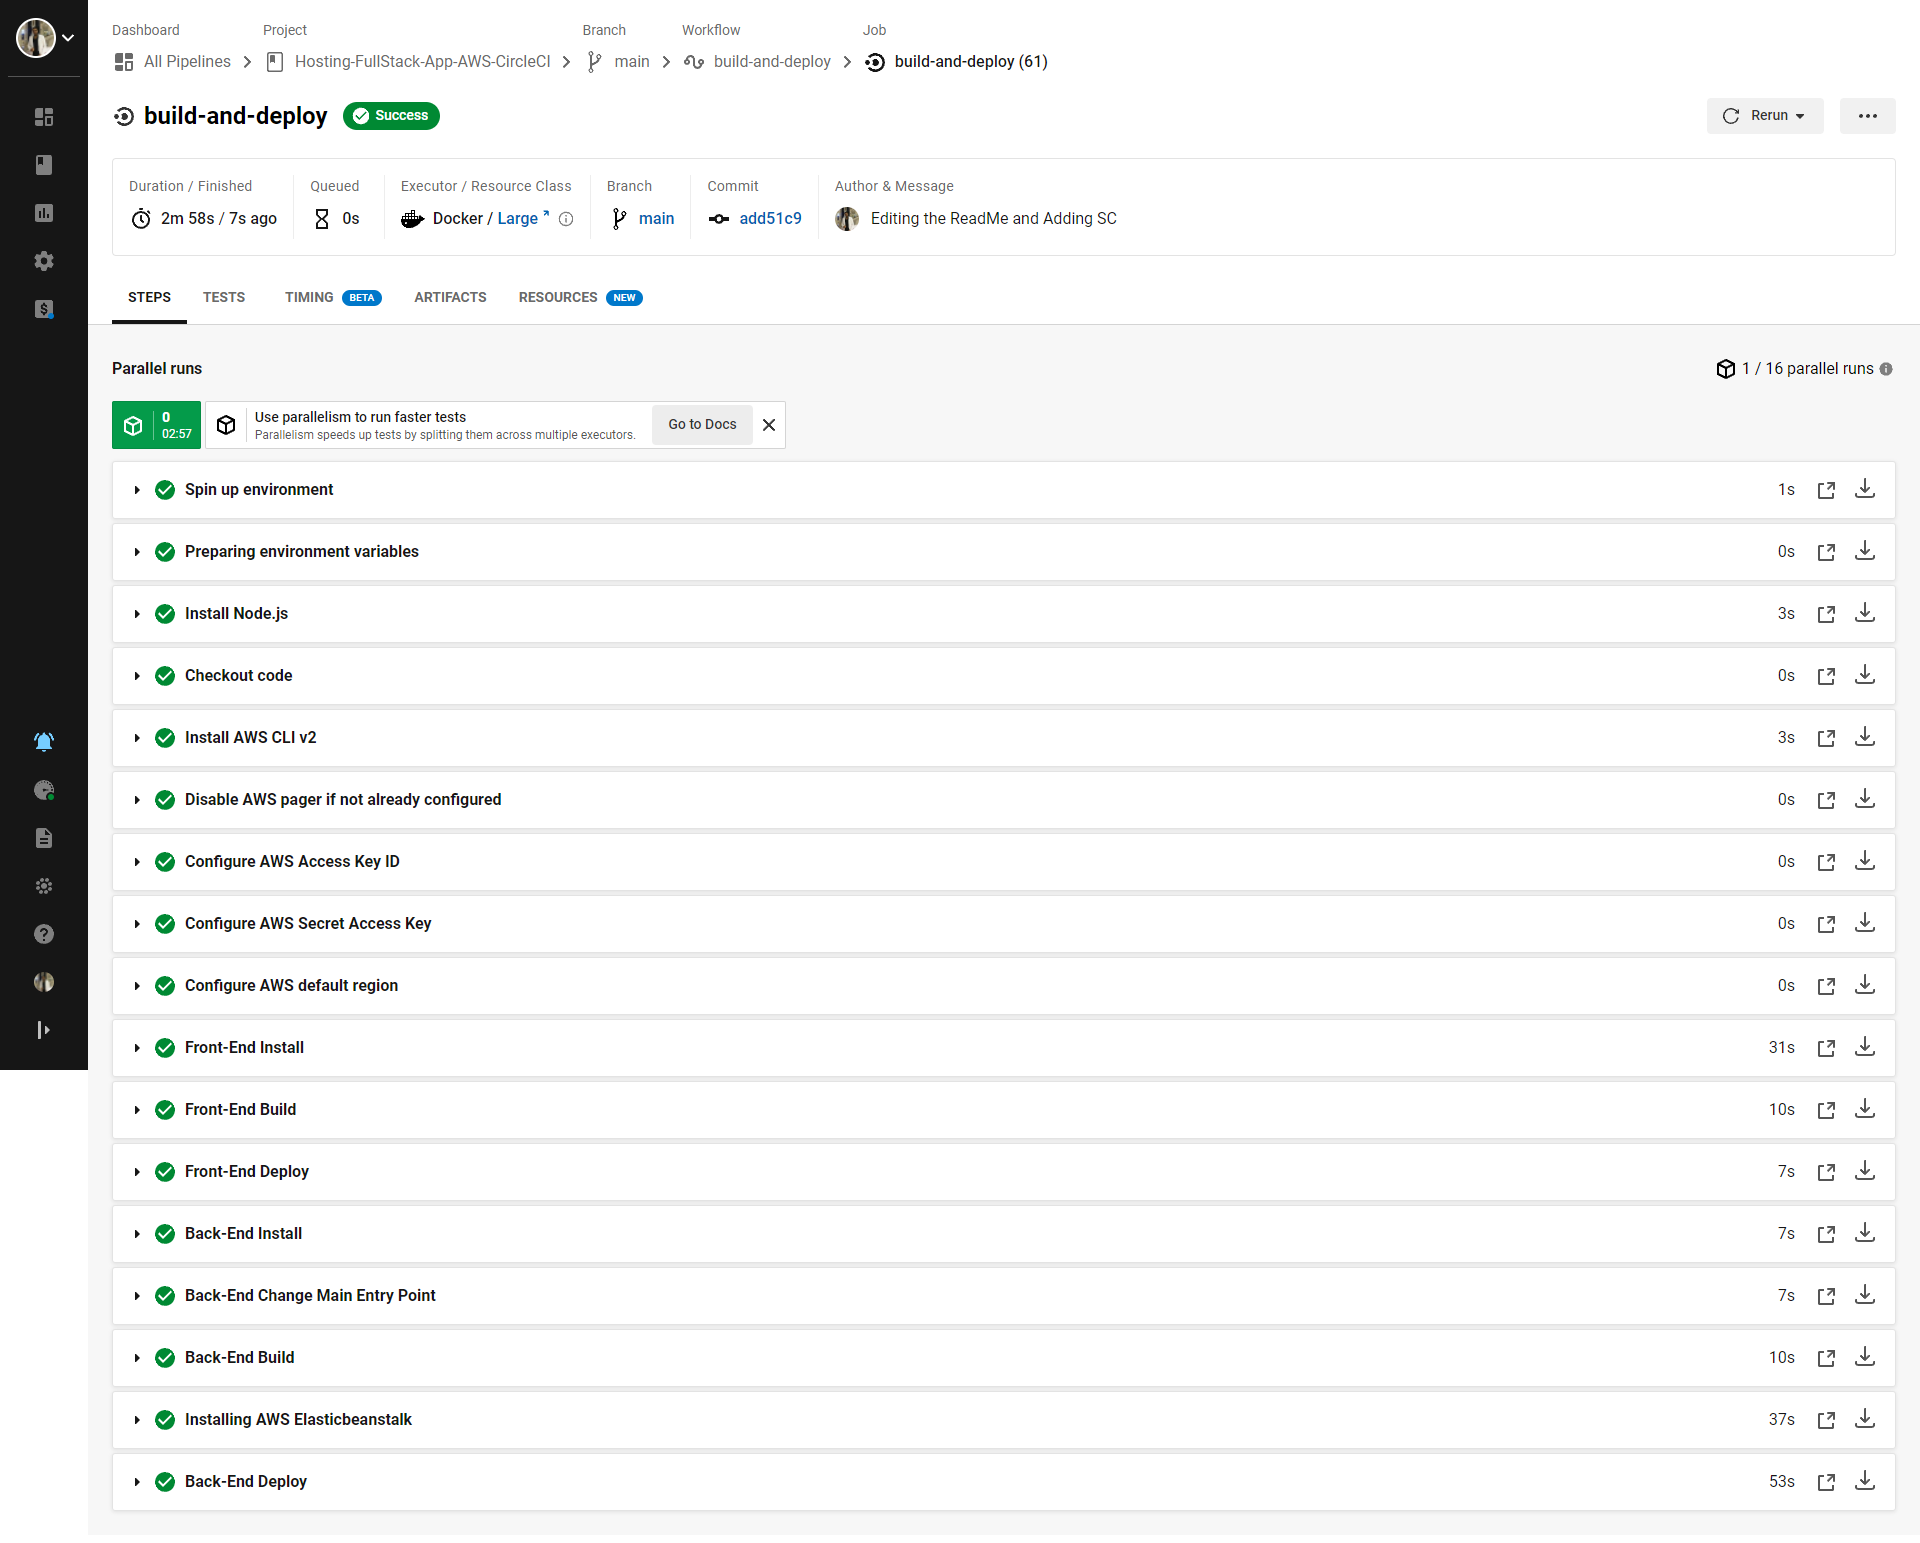 Dashboard Project Branch Workflow Job
All Pipelines Hosting-FullStack-App-AWS-CircleCI main build-and-deploy build-and-deploy (61)
build-and-deploy Success Rerun
Duration / Finished Queued Executor / Resource Class Branch Commit Author & Message
2m 58s / 7s ago 0s Docker / Large main add51c9 Editing the ReadMe and Adding SC
STEPS TESTS TIMING BETA ARTIFACTS RESOURCES NEW
Parallel runs 1 / 16 parallel runs
0
02:57
Use parallelism to run faster tests
Parallelism speeds up tests by splitting them across multiple executors.
Go to Docs
Spin up environment 1s
Preparing environment variables 0s
Install Node.js 3s
Checkout code 0s
Install AWS CLI v2 3s
Disable AWS pager if not already configured 0s
Configure AWS Access Key ID 0s
Configure AWS Secret Access Key 0s
Configure AWS default region 0s
Front-End Install 31s
Front-End Build 10s
Front-End Deploy 7s
Back-End Install 7s
Back-End Change Main Entry Point 7s
Back-End Build 10s
Installing AWS Elasticbeanstalk 37s
Back-End Deploy 53s